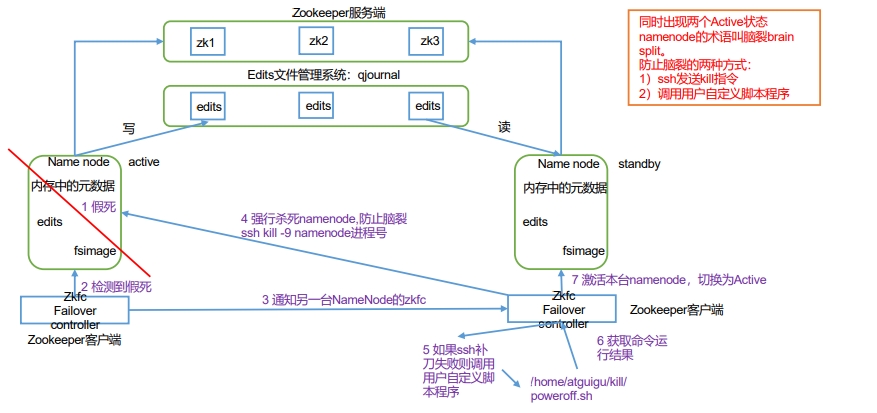 Zookeeper服务端
zk1
zk2
zk3
Edits文件管理系统：qjournal
edits
edits
edits
同时出现两个Active状态
namenode的术语叫脑裂brain
split。
防止脑裂的两种方式：
1）ssh发送kill指令
2）调用用户自定义脚本程序
写
读
Name node
active
内存中的元数据
1 假死
edits
fsimage
Name node
standby
内存中的元数据
edits
fsimage
4 强行杀死namenode,防止脑裂
ssh kill -9 namenode进程号
2 检测到假死
3 通知另一台NameNode的zkfc
7 激活本台namenode，切换为Active
Zkfc
Failover
controller
Zookeeper客户端
Zkfc
Failover
controller
Zookeeper客户端
5 如果ssh补
刀失败则调用
用户自定义脚
本程序
6 获取命令运
行结果
/home/atguigu/kill/
poweroff.sh